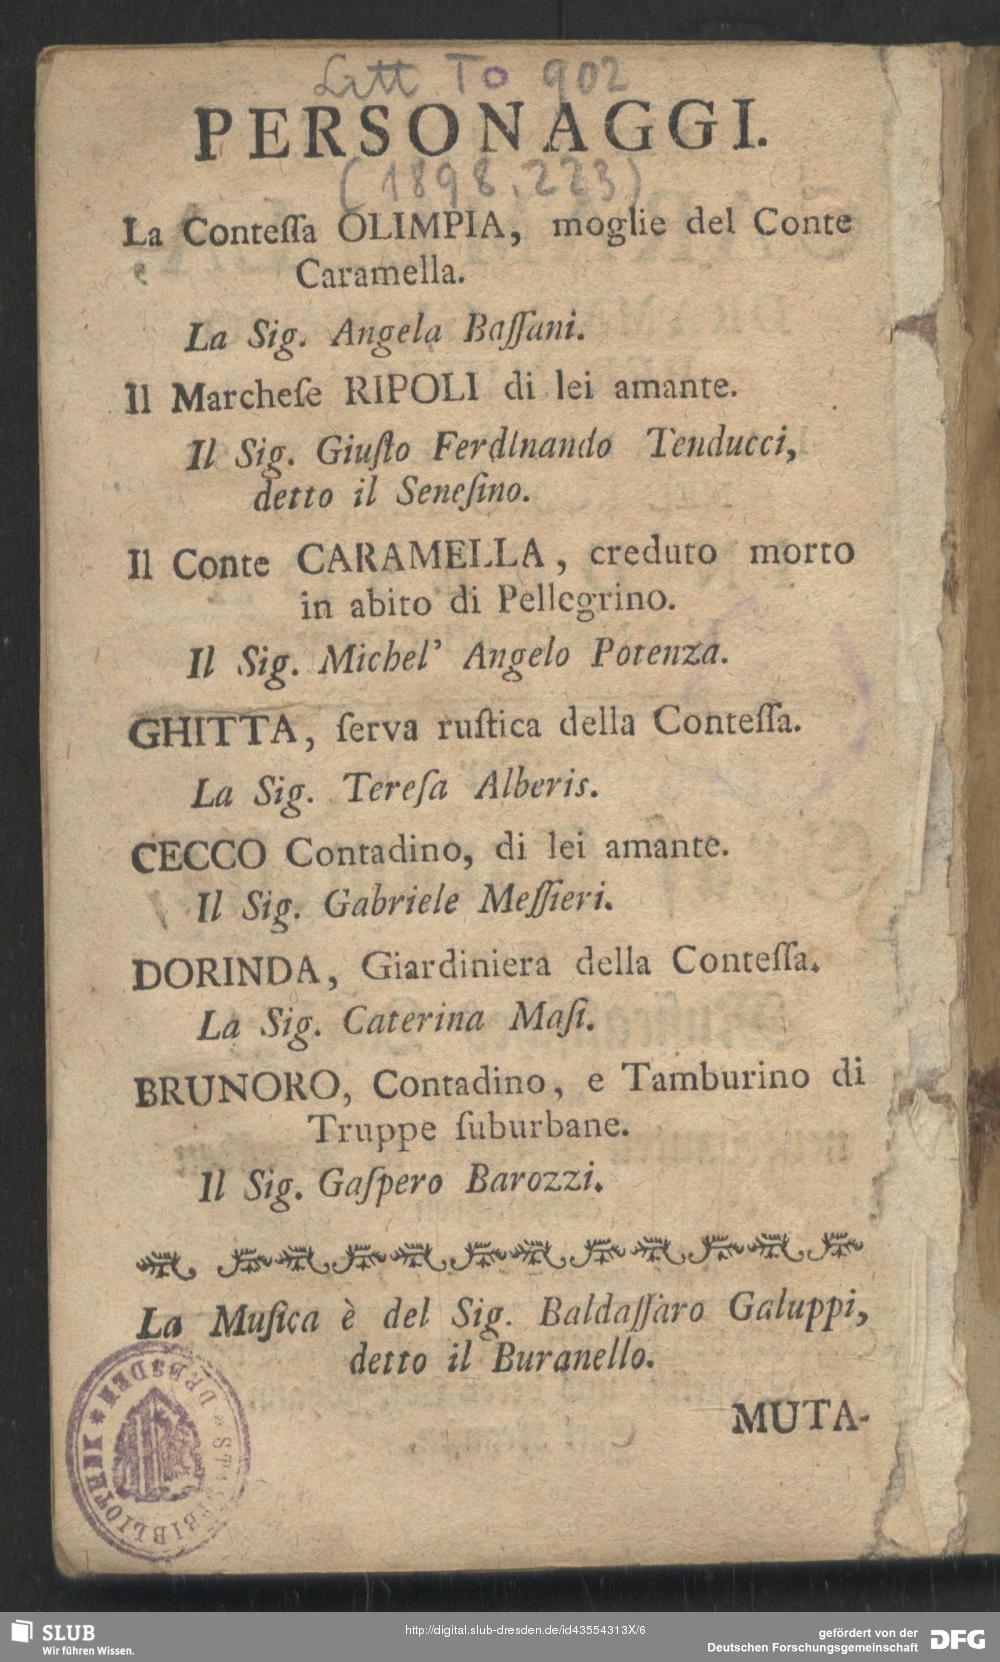 Litt To 902
PERSONAGGI.
(1898.223)
La Conteſſa OLIMPIA, moglie del Conte
Caramella.
La Sig. Angela Baſſani.
Il Marcheſe RIPOLI di lei amante.
Il Sig. Giuſto Ferdinando Tenducci,
detto il Seneſino.
Il Conte CARAMELLA, creduto morto
in abito di Pellegrino.
Il Sig. Michel' Angelo Potenza.
GHITTA, ſerva ruſtica della Conteſſa.
La Sig. Tereſa Alberis.
CECCO Contadino, di lei amante.
Il Sig. Gabriele Meſſieri.
DORINDA, Giardiniera della Conteſſa.
La Sig. Caterina Maſi.
BRUNORO, Contadino, e Tamburino di
Truppe ſuburbane.
Il Sig. Gaſpero Barozzi.
La Muſica è del Sig. Baldaſſaro Galuppi,
detto il Buranello.
MUTA-
BIBLIOTHEK * DRESDEN *
SLUB
Wir führen Wissen.
http://digital.slub-dresden.de/id43554313X/6
gefördert von der
Deutschen Forschungsgemeinschaft
DFG